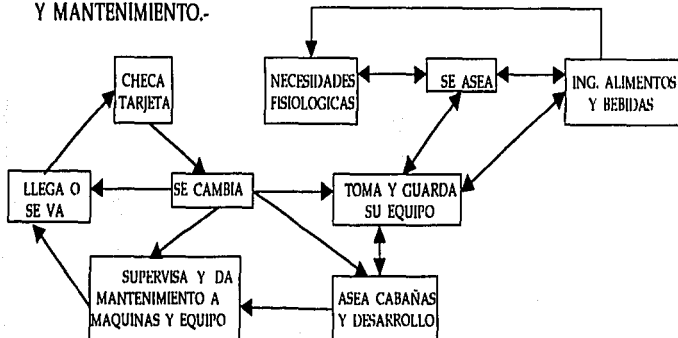 Y MANTENIMIENTO.-
CHECA
TARJETA
NECESIDADES
FISIOLOGICAS
SE ASEA
ING. ALIMENTOS
Y BEBIDAS
LLEGA O
SE VA
SE CAMBIA
TOMA Y GUARDA
SU EQUIPO
SUPERVISA Y DA
MANTENIMIENTO A
MAQUINAS Y EQUIPO
ASEA CABAÑAS
Y DESARROLLO